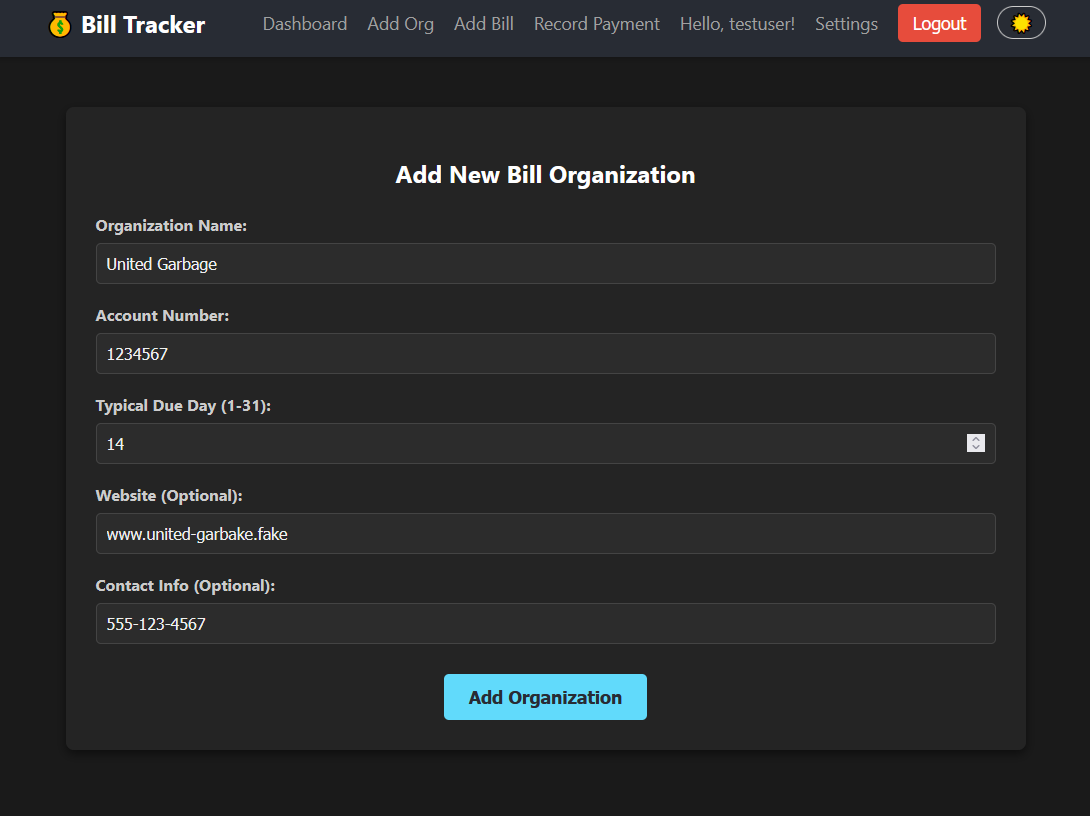 Bill Tracker Dashboard Add Org Add Bill Record Payment Hello, testuser! Settings Logout
Add New Bill Organization
Organization Name:
United Garbage
Account Number:
1234567
Typical Due Day (1-31):
14
Website (Optional):
www.united-garbake.fake
Contact Info (Optional):
555-123-4567
Add Organization